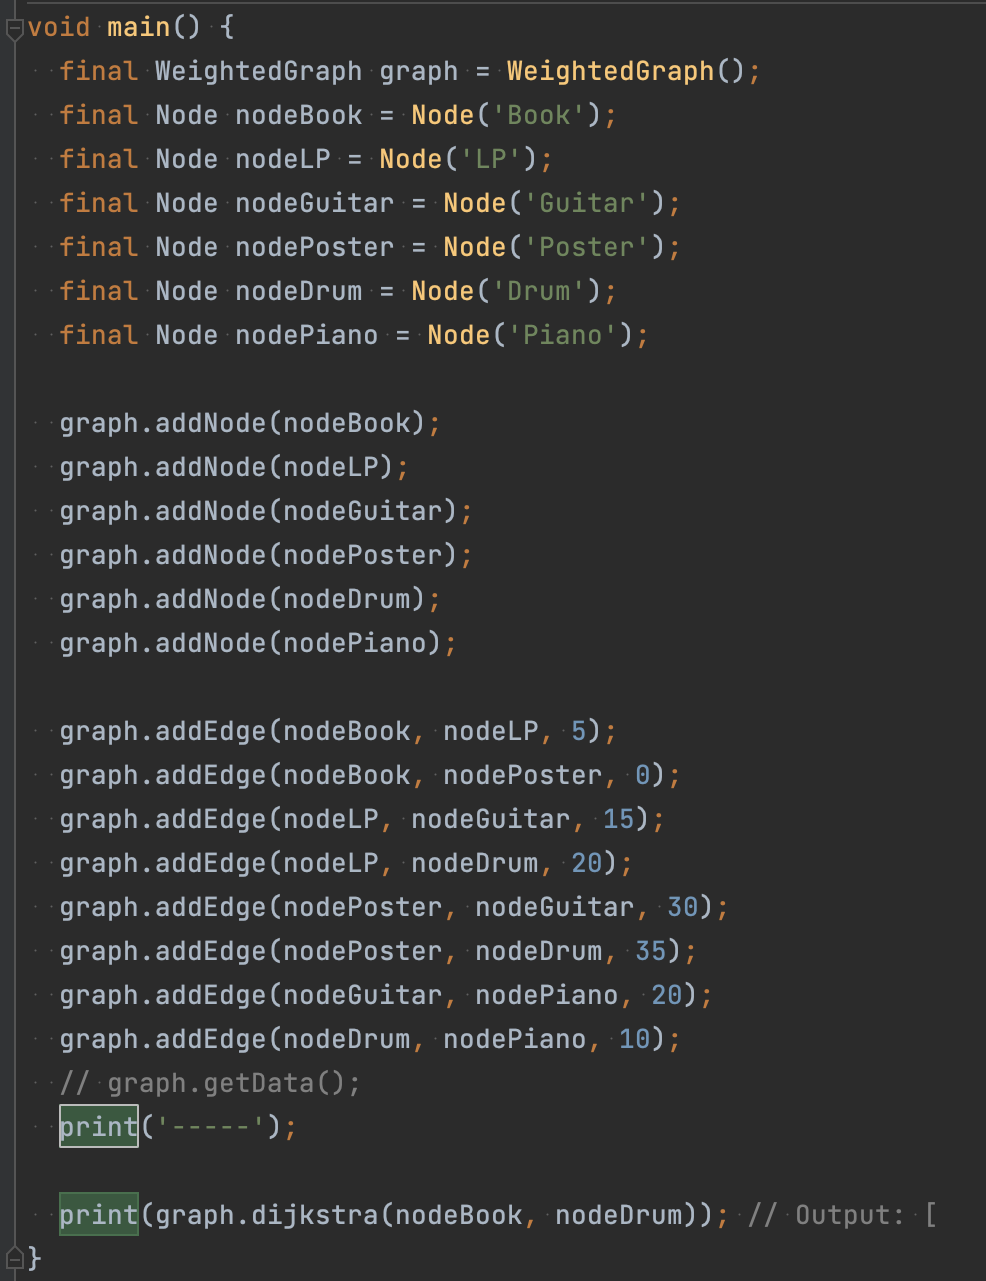 void main() {
  final WeightedGraph graph = WeightedGraph();
  final Node nodeBook = Node('Book');
  final Node nodeLP = Node('LP');
  final Node nodeGuitar = Node('Guitar');
  final Node nodePoster = Node('Poster');
  final Node nodeDrum = Node('Drum');
  final Node nodePiano = Node('Piano');

  graph.addNode(nodeBook);
  graph.addNode(nodeLP);
  graph.addNode(nodeGuitar);
  graph.addNode(nodePoster);
  graph.addNode(nodeDrum);
  graph.addNode(nodePiano);

  graph.addEdge(nodeBook, nodeLP, 5);
  graph.addEdge(nodeBook, nodePoster, 0);
  graph.addEdge(nodeLP, nodeGuitar, 15);
  graph.addEdge(nodeLP, nodeDrum, 20);
  graph.addEdge(nodePoster, nodeGuitar, 30);
  graph.addEdge(nodePoster, nodeDrum, 35);
  graph.addEdge(nodeGuitar, nodePiano, 20);
  graph.addEdge(nodeDrum, nodePiano, 10);
  // graph.getData();
  print('-----');

  print(graph.dijkstra(nodeBook, nodeDrum)); // Output: [
}